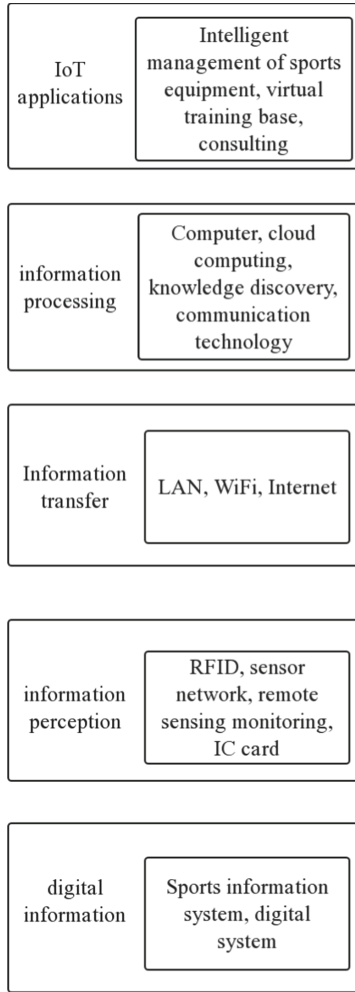 IoT
applications
Intelligent
management of sports
equipment, virtual
training base,
consulting
information
processing
Computer, cloud
computing,
knowledge discovery,
communication
technology
Information
transfer
LAN, WiFi, Internet
information
perception
RFID, sensor
network, remote
sensing monitoring,
IC card
digital
information
Sports information
system, digital
system